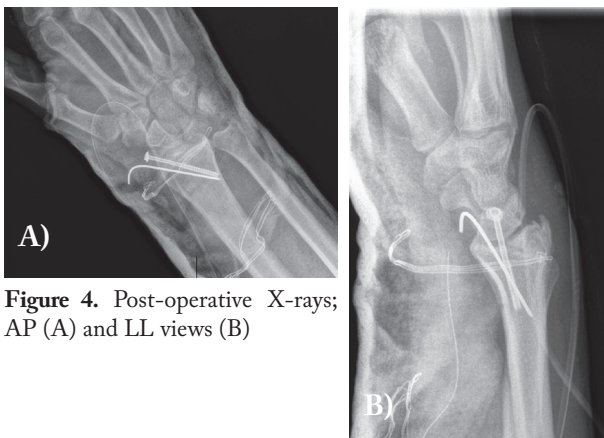 A)
Figure 4. Post-operative X-rays;
AP (A) and LL views (B)
B)